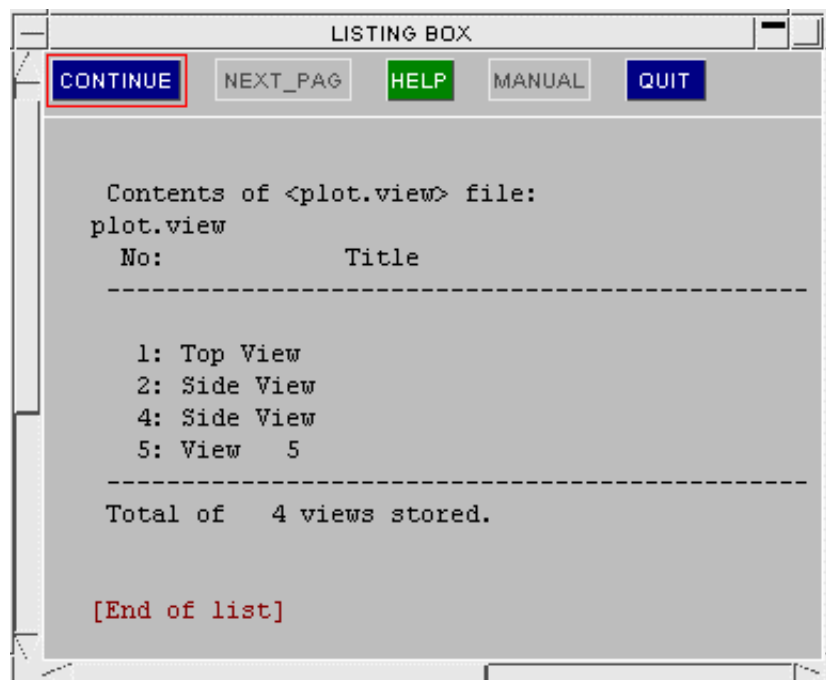 LISTING BOX
CONTINUE NEXT_PAG HELP MANUAL QUIT
Contents of <plot.view> file:
plot.view
No: Title
-----------------------------------------------
1: Top View
2: Side View
4: Side View
5: View 5
-----------------------------------------------
Total of 4 views stored.
[End of list]